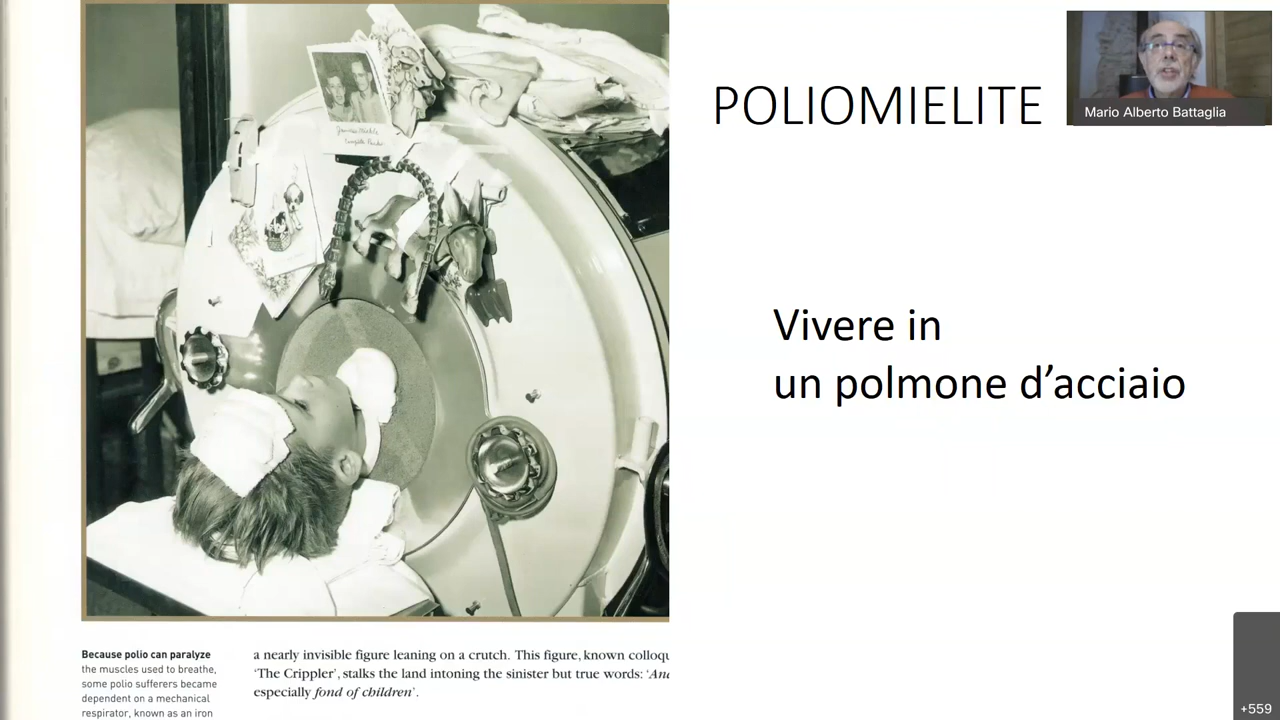 POLIOMIELITE
Mario Alberto Battaglia
Vivere in
un polmone d’acciaio
Because polio can paralyze
the muscles used to breathe,
some polio sufferers became
dependent on a mechanical
respirator, known as an iron
a nearly invisible figure leaning on a crutch. This figure, known colloqu
‘The Crippler’, stalks the land intoning the sinister but true words: ‘And
especially fond of children’.
+559